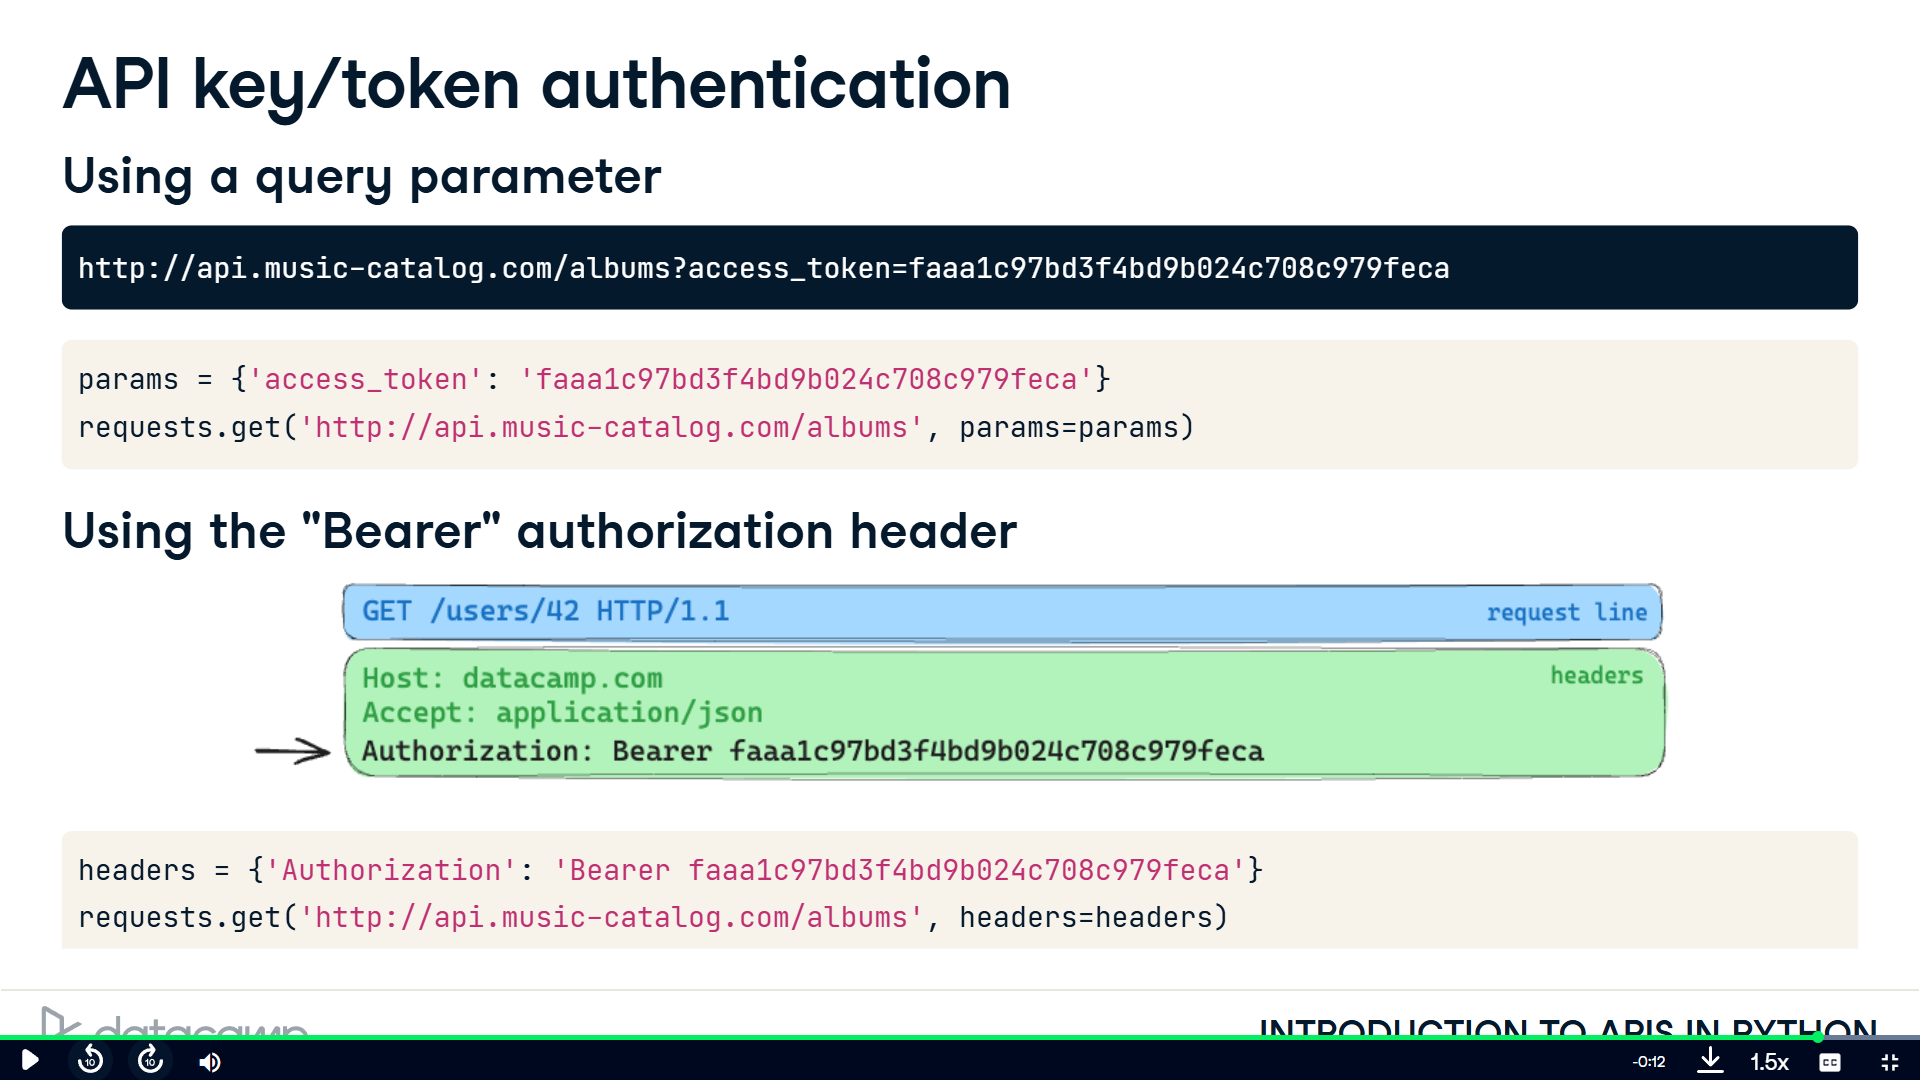 API key/token authentication
Using a query parameter
http://api.music-catalog.com/albums?access_token=faaa1c97bd3f4bd9b024c708c979feca
params = {'access_token': 'faaa1c97bd3f4bd9b024c708c979feca'}
requests.get('http://api.music-catalog.com/albums', params=params)
Using the "Bearer" authorization header
GET /users/42 HTTP/1.1 request line
Host: datacamp.com headers
Accept: application/json
Authorization: Bearer faaa1c97bd3f4bd9b024c708c979feca
headers = {'Authorization': 'Bearer faaa1c97bd3f4bd9b024c708c979feca'}
requests.get('http://api.music-catalog.com/albums', headers=headers)
datacamp INTRODUCTION TO APIS IN PYTHON
10 10 -0:12 1.5x CC